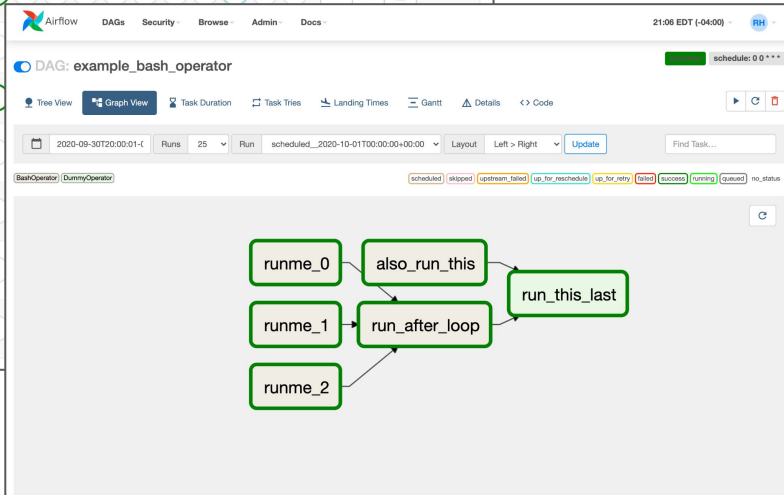 Airflow DAGs Security Browse Admin Docs 21:06 EDT (-04:00) RH
DAG: example_bash_operator schedule: 0 0 * * *
Tree View Graph View Task Duration Task Tries Landing Times Gantt Details <> Code
2020-09-30T20:00:01-( Runs 25 Run scheduled__2020-10-01T00:00:00+00:00 Layout Left > Right Update Find Task...
BashOperator DummyOperator scheduled skipped upstream_failed up_for_reschedule up_for_retry failed success running queued no_status
runme_0 also_run_this
run_this_last
runme_1 run_after_loop
runme_2